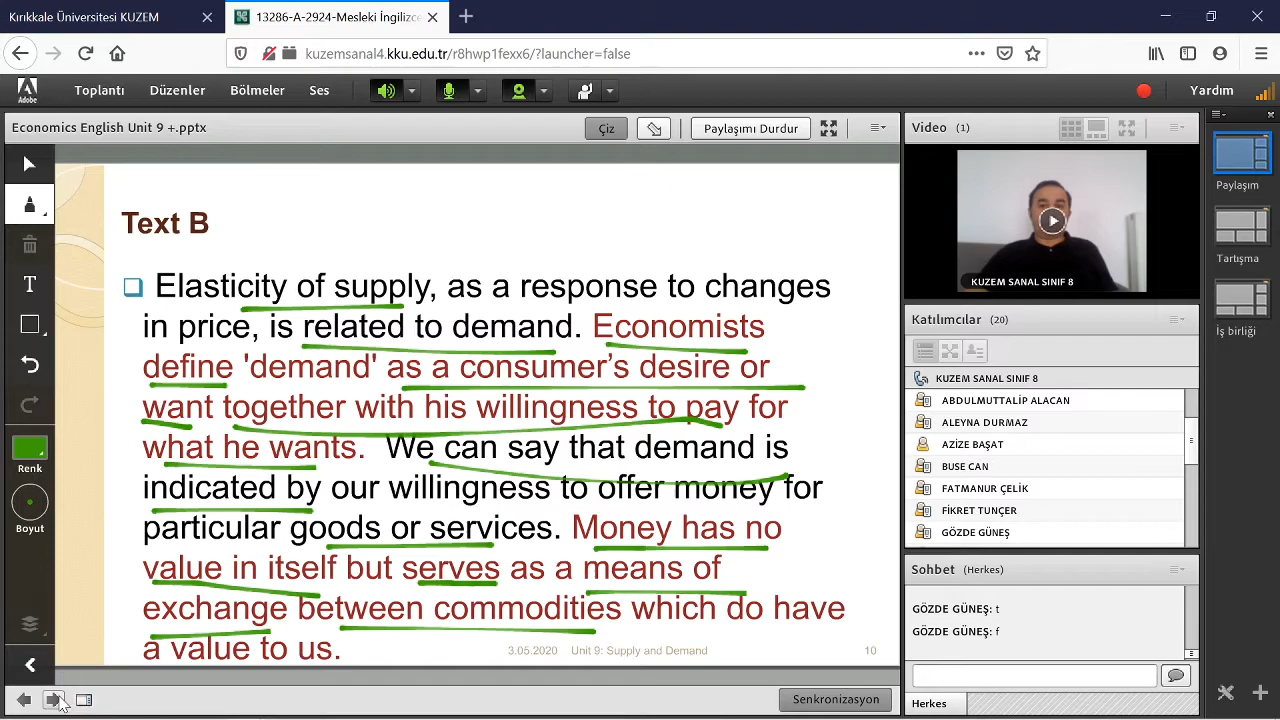 Kırıkkale Üniversitesi KUZEM
13286-A-2924-Mesleki İngilizce
kuzemsanal4.kku.edu.tr/r8hwp1fexx6/?launcher=false
Adobe
Toplantı
Düzenler
Bölmeler
Ses
Yardım
Economics English Unit 9 +.pptx
Çiz
Paylaşımı Durdur
Text B
Elasticity of supply, as a response to changes
in price, is related to demand. Economists
define 'demand' as a consumer’s desire or
want together with his willingness to pay for
what he wants. We can say that demand is
indicated by our willingness to offer money for
particular goods or services. Money has no
value in itself but serves as a means of
exchange between commodities which do have
a value to us.
3.05.2020 Unit 9: Supply and Demand 10
T
Renk
Boyut
Senkronizasyon
Video (1)
KUZEM SANAL SINIF 8
Katılımcılar (20)
KUZEM SANAL SINIF 8
ABDULMUTTALİP ALACAN
ALEYNA DURMAZ
AZİZE BAŞAT
BUSE CAN
FATMANUR ÇELİK
FİKRET TUNÇER
GÖZDE GÜNEŞ
Sohbet (Herkes)
GÖZDE GÜNEŞ: t
GÖZDE GÜNEŞ: f
Herkes
Paylaşım
Tartışma
İş birliği